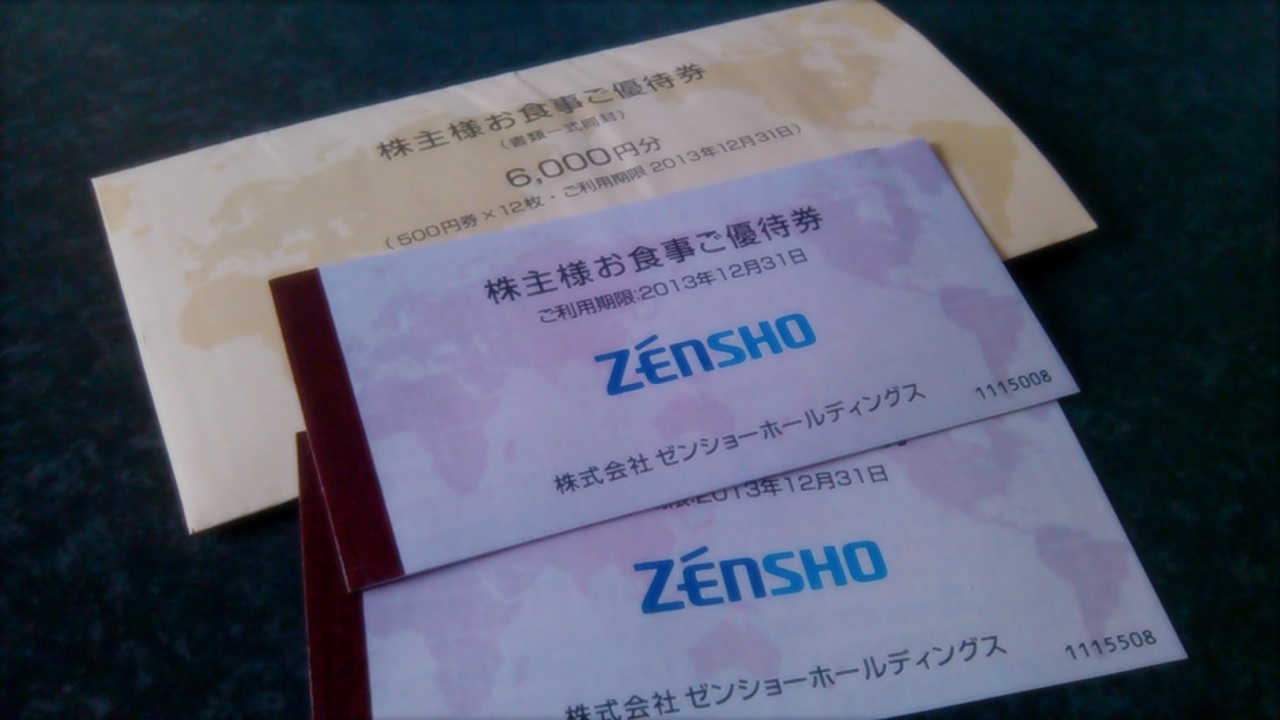 株主様お食事ご優待券
(書類一式同封)
6,000円分
(500円券×12枚・ご利用期限 2013年12月31日)
株主様お食事ご優待券
ご利用期限:2013年12月31日
ZENSHO
株式会社 ゼンショーホールディングス
1115008
限:2013年12月31日
ZENSHO
株式会社 ゼンショーホールディングス
1115508